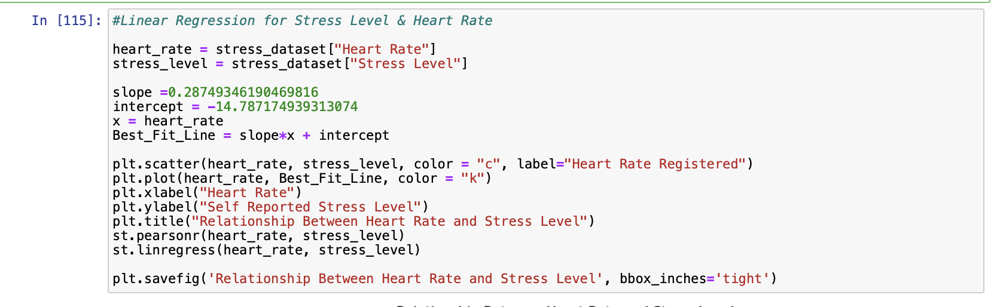 In [115]:
#Linear Regression for Stress Level & Heart Rate
heart_rate = stress_dataset["Heart Rate"]
stress_level = stress_dataset["Stress Level"]
slope =0.28749346190469816
intercept = -14.787174939313074
x = heart_rate
Best_Fit_Line = slope*x + intercept
plt.scatter(heart_rate, stress_level, color = "c", label="Heart Rate Registered")
plt.plot(heart_rate, Best_Fit_Line, color = "k")
plt.xlabel("Heart Rate")
plt.ylabel("Self Reported Stress Level")
plt.title("Relationship Between Heart Rate and Stress Level")
st.pearsonr(heart_rate, stress_level)
st.linregress(heart_rate, stress_level)
plt.savefig('Relationship Between Heart Rate and Stress Level', bbox_inches='tight')